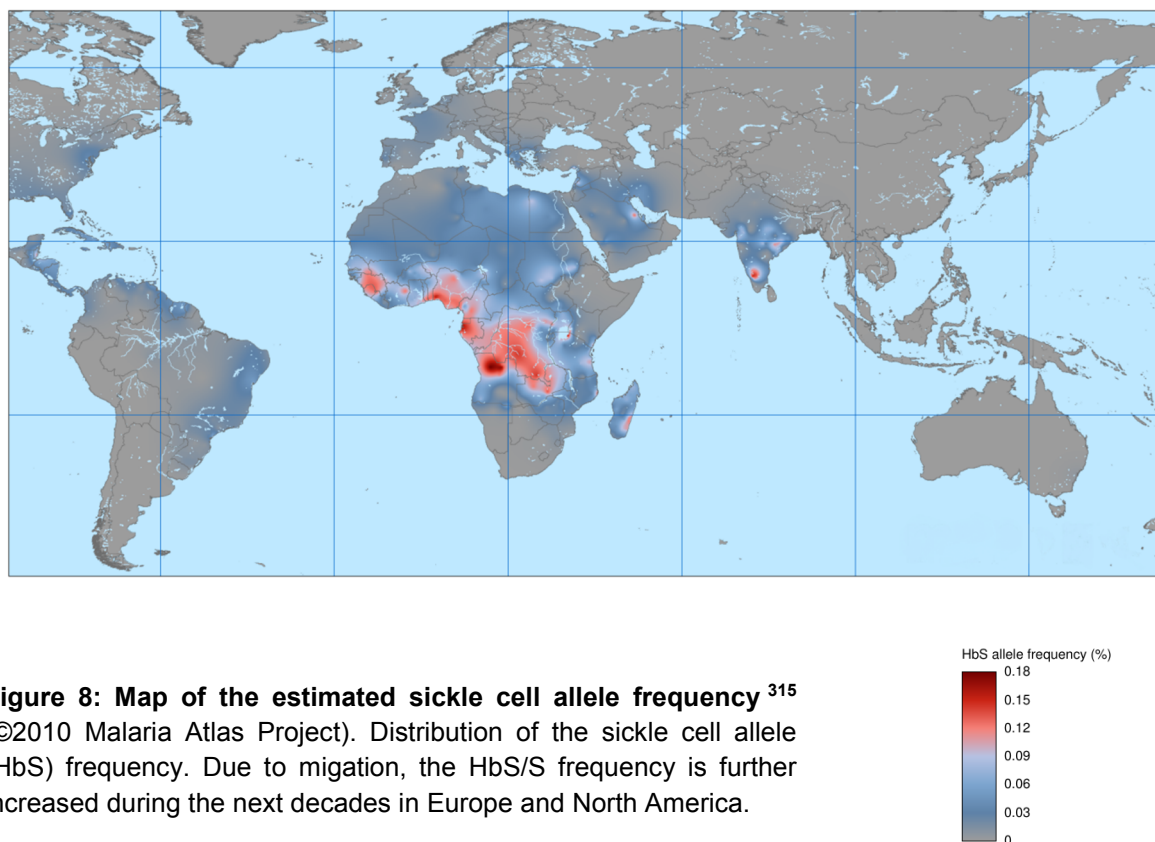 igure 8: Map of the estimated sickle cell allele frequency 315
©2010 Malaria Atlas Project). Distribution of the sickle cell allele
HbS) frequency. Due to migation, the HbS/S frequency is further
ncreased during the next decades in Europe and North America.
HbS allele frequency (%)
0.18
0.15
0.12
0.09
0.06
0.03
0